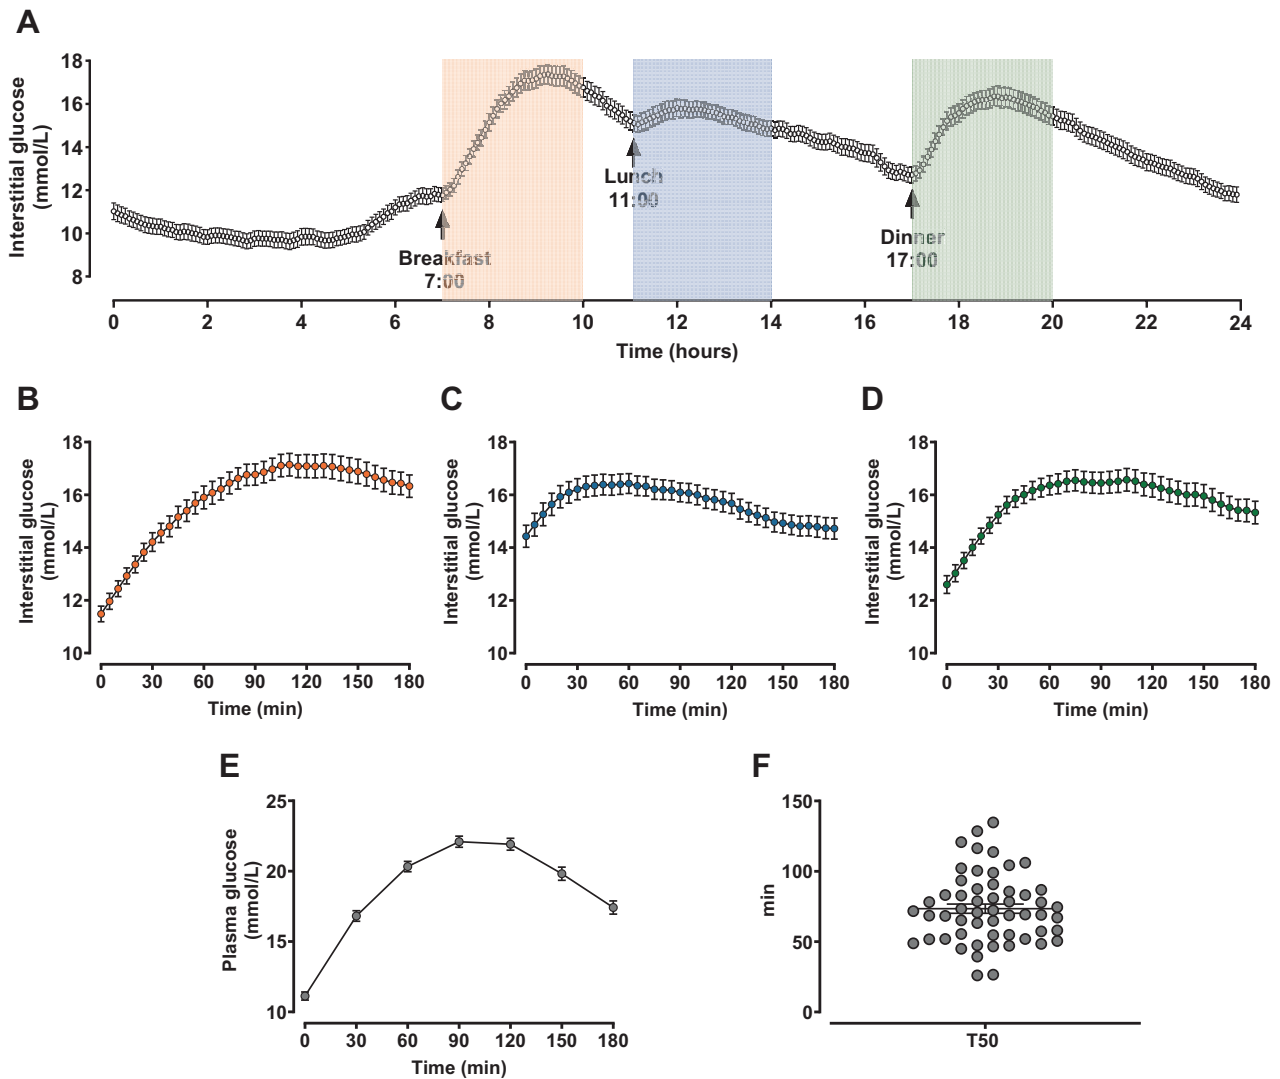 A
Interstitial glucose
(mmol/L)
18
16
14
12
10
8
Breakfast
7:00
Lunch
11:00
Dinner
17:00
0 2 4 6 8 10 12 14 16 18 20 22 24
Time (hours)
B
Interstitial glucose
(mmol/L)
18
16
14
12
10
0 30 60 90 120 150 180
Time (min)
C
Interstitial glucose
(mmol/L)
18
16
14
12
10
0 30 60 90 120 150 180
Time (min)
D
Interstitial glucose
(mmol/L)
18
16
14
12
10
0 30 60 90 120 150 180
Time (min)
E
Plasma glucose
(mmol/L)
25
20
15
10
0 30 60 90 120 150 180
Time (min)
F
min
150
100
50
0
T50